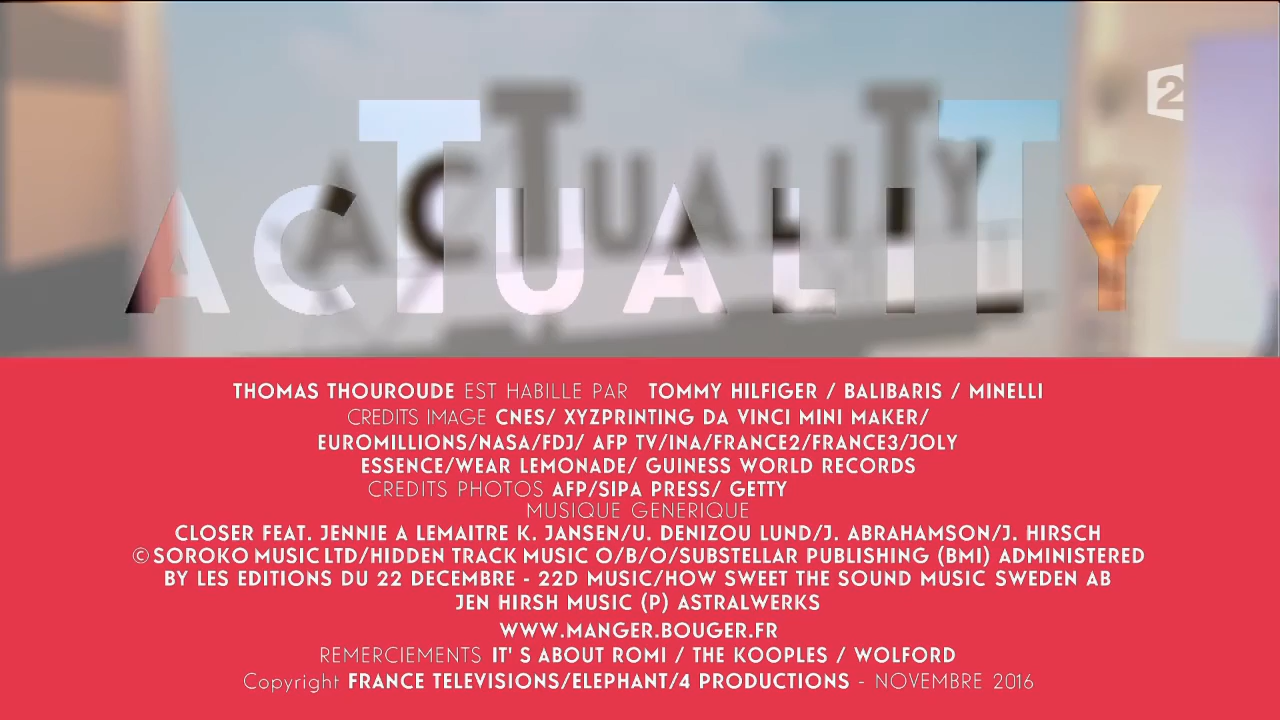 2
ACTUALITY
ACTUALITY
THOMAS THOUROUDE EST HABILLE PAR TOMMY HILFIGER / BALIBARIS / MINELLI
CREDITS IMAGE CNES/ XYZPRINTING DA VINCI MINI MAKER/
EUROMILLIONS/NASA/FDJ/ AFP TV/INA/FRANCE2/FRANCE3/JOLY
ESSENCE/WEAR LEMONADE/ GUINESS WORLD RECORDS
CREDITS PHOTOS AFP/SIPA PRESS/ GETTY
MUSIQUE GENERIQUE
CLOSER FEAT. JENNIE A LEMAITRE K. JANSEN/U. DENIZOU LUND/J. ABRAHAMSON/J. HIRSCH
© SOROKO MUSIC LTD/HIDDEN TRACK MUSIC O/B/O/SUBSTELLAR PUBLISHING (BMI) ADMINISTERED
BY LES EDITIONS DU 22 DECEMBRE - 22D MUSIC/HOW SWEET THE SOUND MUSIC SWEDEN AB
JEN HIRSH MUSIC (P) ASTRALWERKS
WWW.MANGER.BOUGER.FR
REMERCIEMENTS IT' S ABOUT ROMI / THE KOOPLES / WOLFORD
Copyright FRANCE TELEVISIONS/ELEPHANT/4 PRODUCTIONS - NOVEMBRE 2016